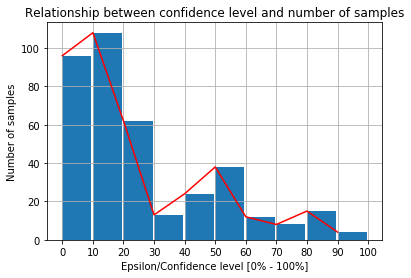 Relationship between confidence level and number of samples
Number of samples
100
80
60
40
20
0
0 10 20 30 40 50 60 70 80 90 100
Epsilon/Confidence level [0% - 100%]